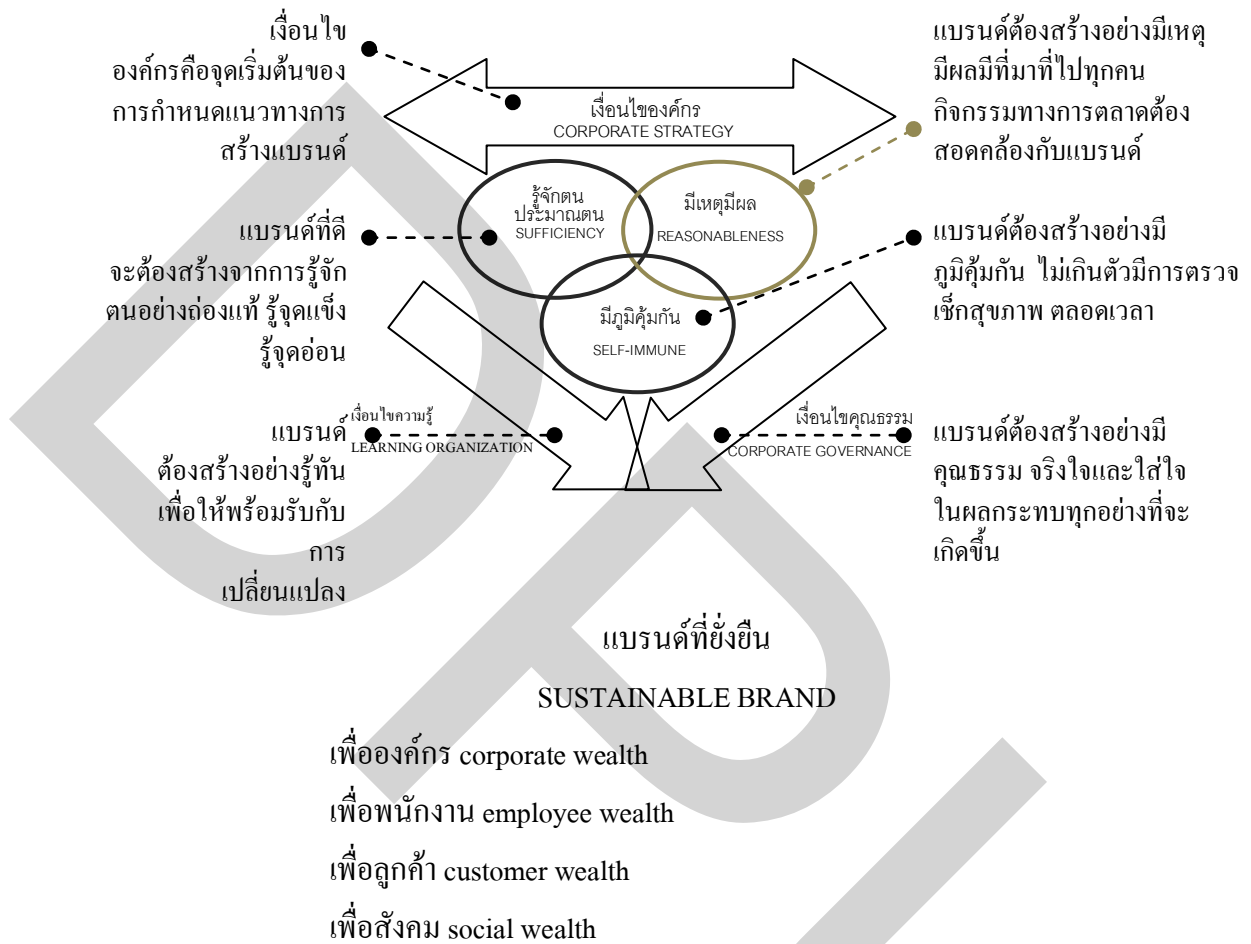 เงื่อนไข
องค์กรคือจุดเริ่มต้นของ
การกำหนดแนวทางการ
สร้างแบรนด์
แบรนด์ต้องสร้างอย่างมีเหตุ
มีผลมีที่มาที่ไปทุกคน
กิจกรรมทางการตลาดต้อง
สอดคล้องกับแบรนด์
เงื่อนไของค์กร
CORPORATE STRATEGY
รู้จักตน
ประมาณตน
SUFFICIENCY
มีเหตุมีผล
REASONABLENESS
แบรนด์ที่ดี
จะต้องสร้างจากการรู้จัก
ตนอย่างถ่องแท้ รู้จุดแข็ง
รู้จุดอ่อน
มีภูมิคุ้มกัน
SELF-IMMUNE
แบรนด์ต้องสร้างอย่างมี
ภูมิคุ้มกัน ไม่เกินตัวมีการตรวจ
เช็กสุขภาพ ตลอดเวลา
เงื่อนไขความรู้
LEARNING ORGANIZATION
เงื่อนไขคุณธรรม
CORPORATE GOVERNANCE
แบรนด์
ต้องสร้างอย่างรู้ทัน
เพื่อให้พร้อมรับกับ
การ
เปลี่ยนแปลง
แบรนด์ต้องสร้างอย่างมี
คุณธรรม จริงใจและใส่ใจ
ในผลกระทบทุกอย่างที่จะ
เกิดขึ้น
แบรนด์ที่ยั่งยืน
SUSTAINABLE BRAND
เพื่อองค์กร corporate wealth
เพื่อพนักงาน employee wealth
เพื่อลูกค้า customer wealth
เพื่อสังคม social wealth